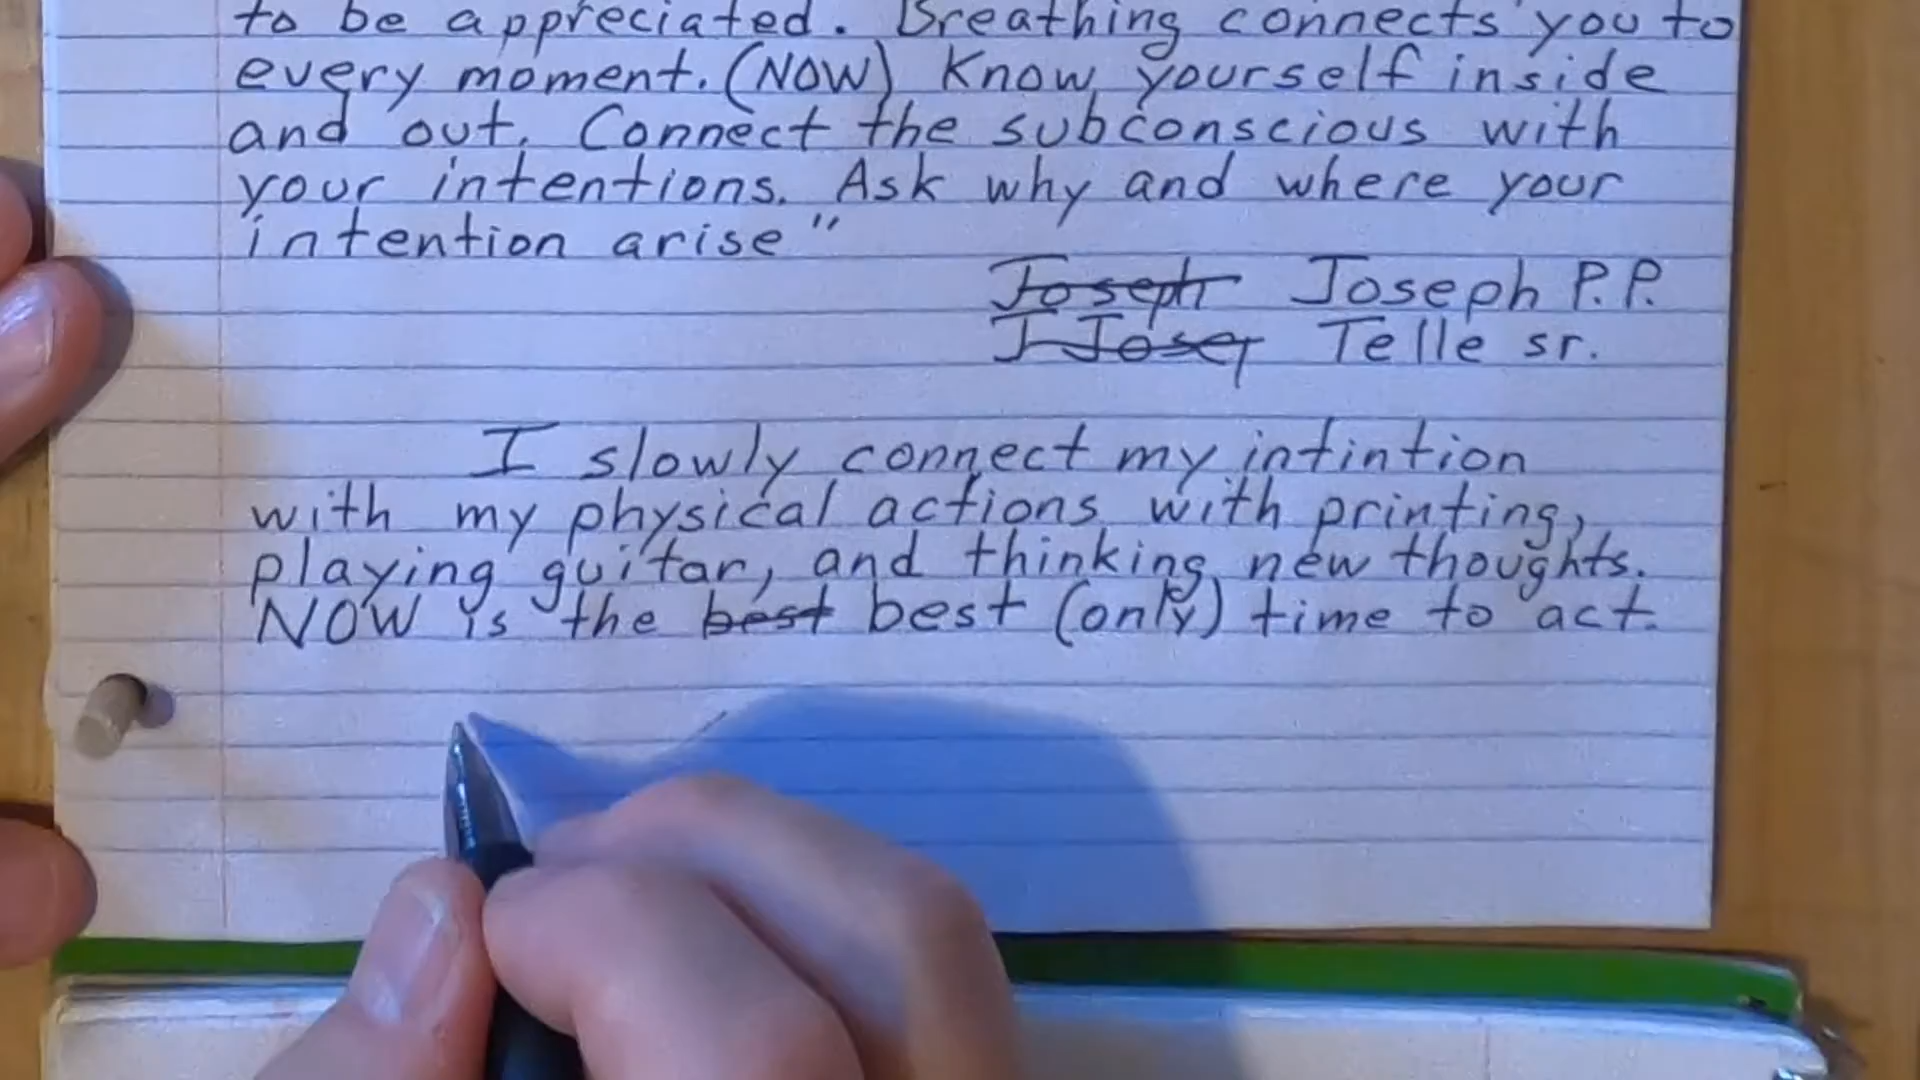 to be appreciated. Breathing connects you to
every moment. (NOW) Know yourself inside
and out. Connect the subconscious with
your intentions. Ask why and where your
intention arise"
Joseph Joseph P.P.
J Josep Telle sr.
I slowly connect my intintion
with my physical actions with printing,
playing guitar, and thinking new thoughts.
NOW is the best best (only) time to act.